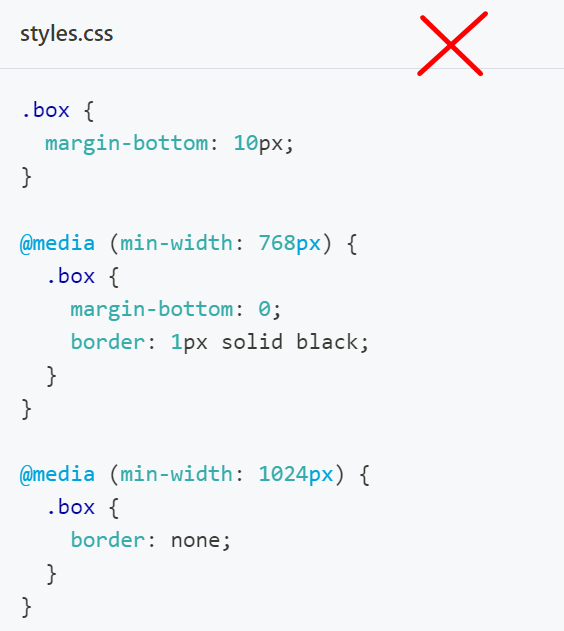 styles.css
.box {
  margin-bottom: 10px;
}
@media (min-width: 768px) {
  .box {
    margin-bottom: 0;
    border: 1px solid black;
  }
}
@media (min-width: 1024px) {
  .box {
    border: none;
  }
}